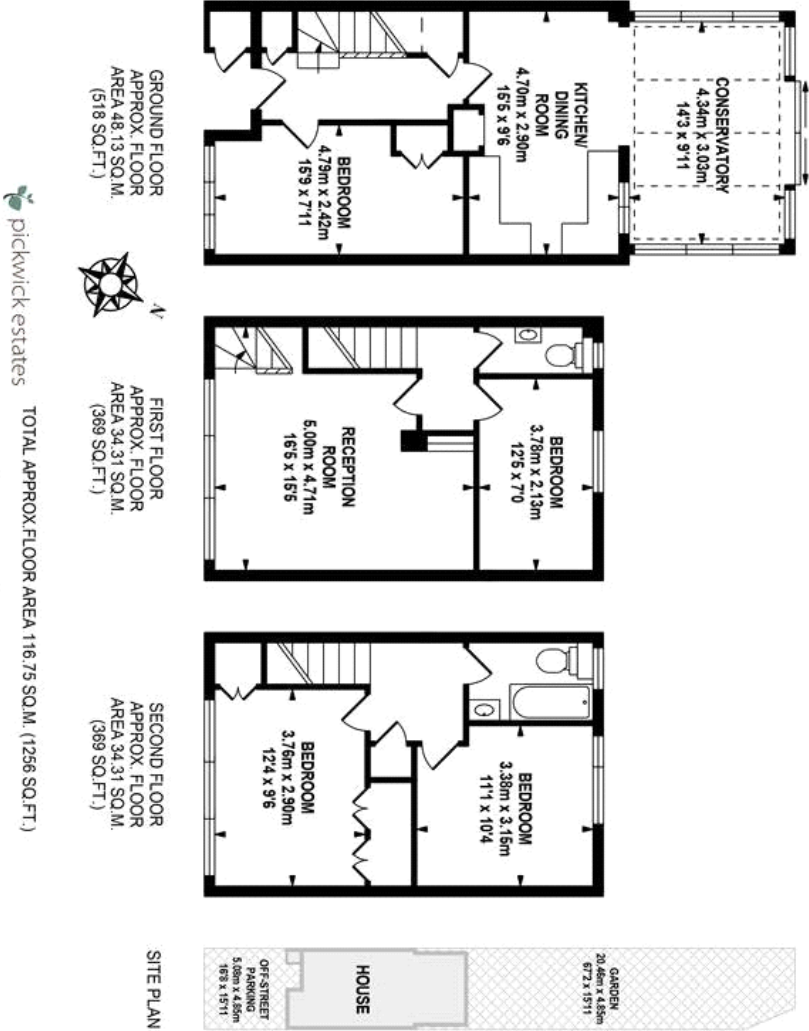 CONSERVATORY
4.34m x 3.03m
14'3 x 9'11
KITCHEN/
DINING
ROOM
4.70m x 2.90m
15'5 x 9'6
BEDROOM
4.79m x 2.42m
15'9 x 7'11
GROUND FLOOR
APPROX. FLOOR
AREA 48.13 SQ.M.
(518 SQ.FT.)
BEDROOM
3.78m x 2.13m
12'5 x 7'0
RECEPTION
ROOM
5.00m x 4.71m
16'5 x 15'5
FIRST FLOOR
APPROX. FLOOR
AREA 34.31 SQ.M.
(369 SQ.FT.)
BEDROOM
3.38m x 3.15m
11'1 x 10'4
BEDROOM
3.76m x 2.90m
12'4 x 9'6
SECOND FLOOR
APPROX. FLOOR
AREA 34.31 SQ.M.
(369 SQ.FT.)
GARDEN
20.46m x 4.85m
67'2 x 15'11
HOUSE
OFF-STREET
PARKING
5.08m x 4.85m
16'8 x 15'11
SITE PLAN
N
pickwick estates
TOTAL APPROX.FLOOR AREA 116.75 SQ.M. (1256 SQ.FT.)